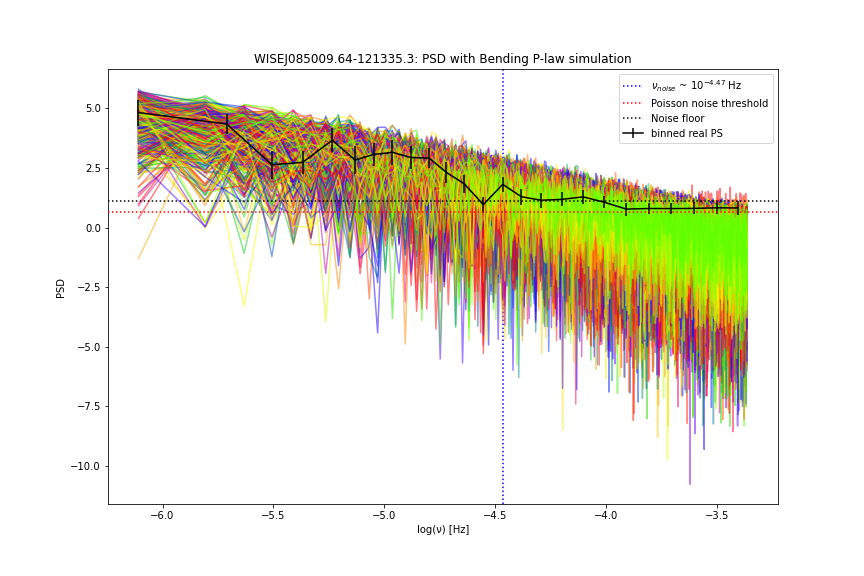 WISEJ085009.64-121335.3: PSD with Bending P-law simulation
ν_noise ~ 10^−4.47 Hz
Poisson noise threshold
Noise floor
binned real PS
PSD
5.0
2.5
0.0
−2.5
−5.0
−7.5
−10.0
−6.0 −5.5 −5.0 −4.5 −4.0 −3.5
log(ν) [Hz]